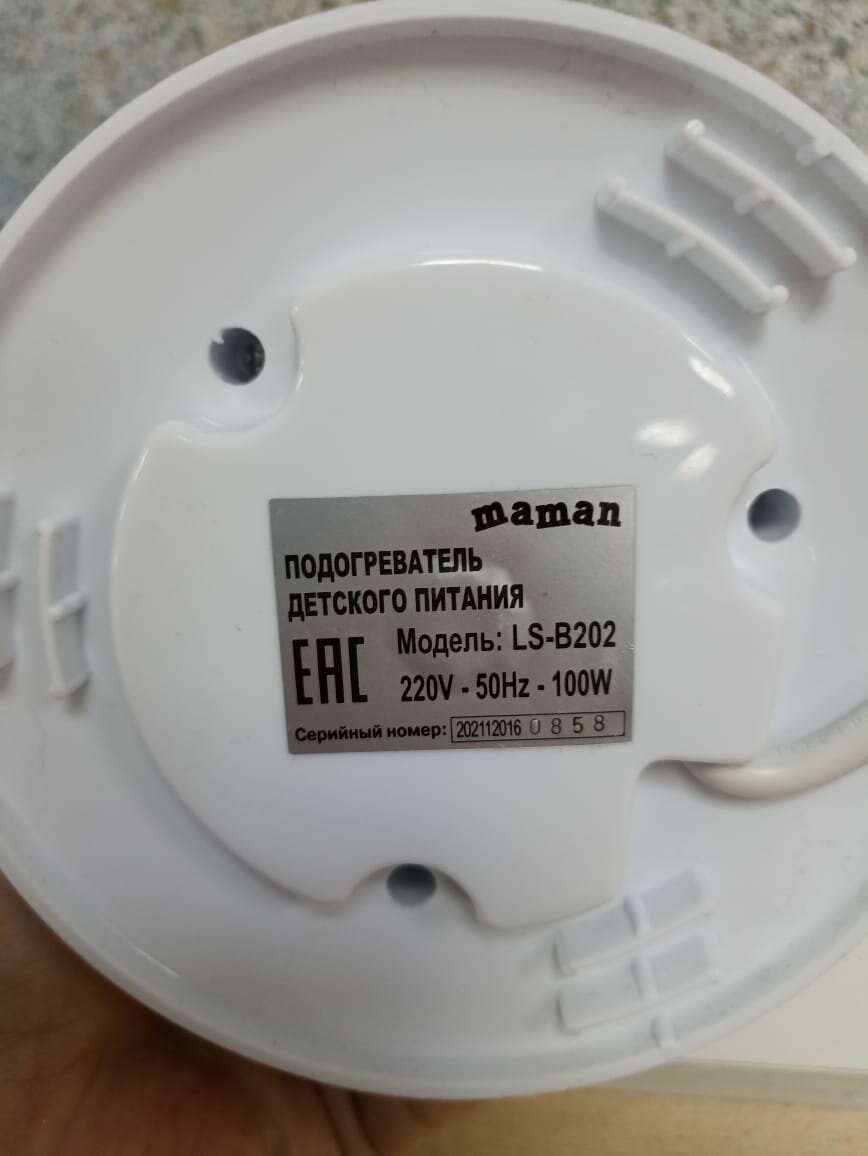 maman
ПОДОГРЕВАТЕЛЬ
ДЕТСКОГО ПИТАНИЯ
EAC Модель: LS-B202
220V - 50Hz - 100W
Серийный номер: 202112016 0858